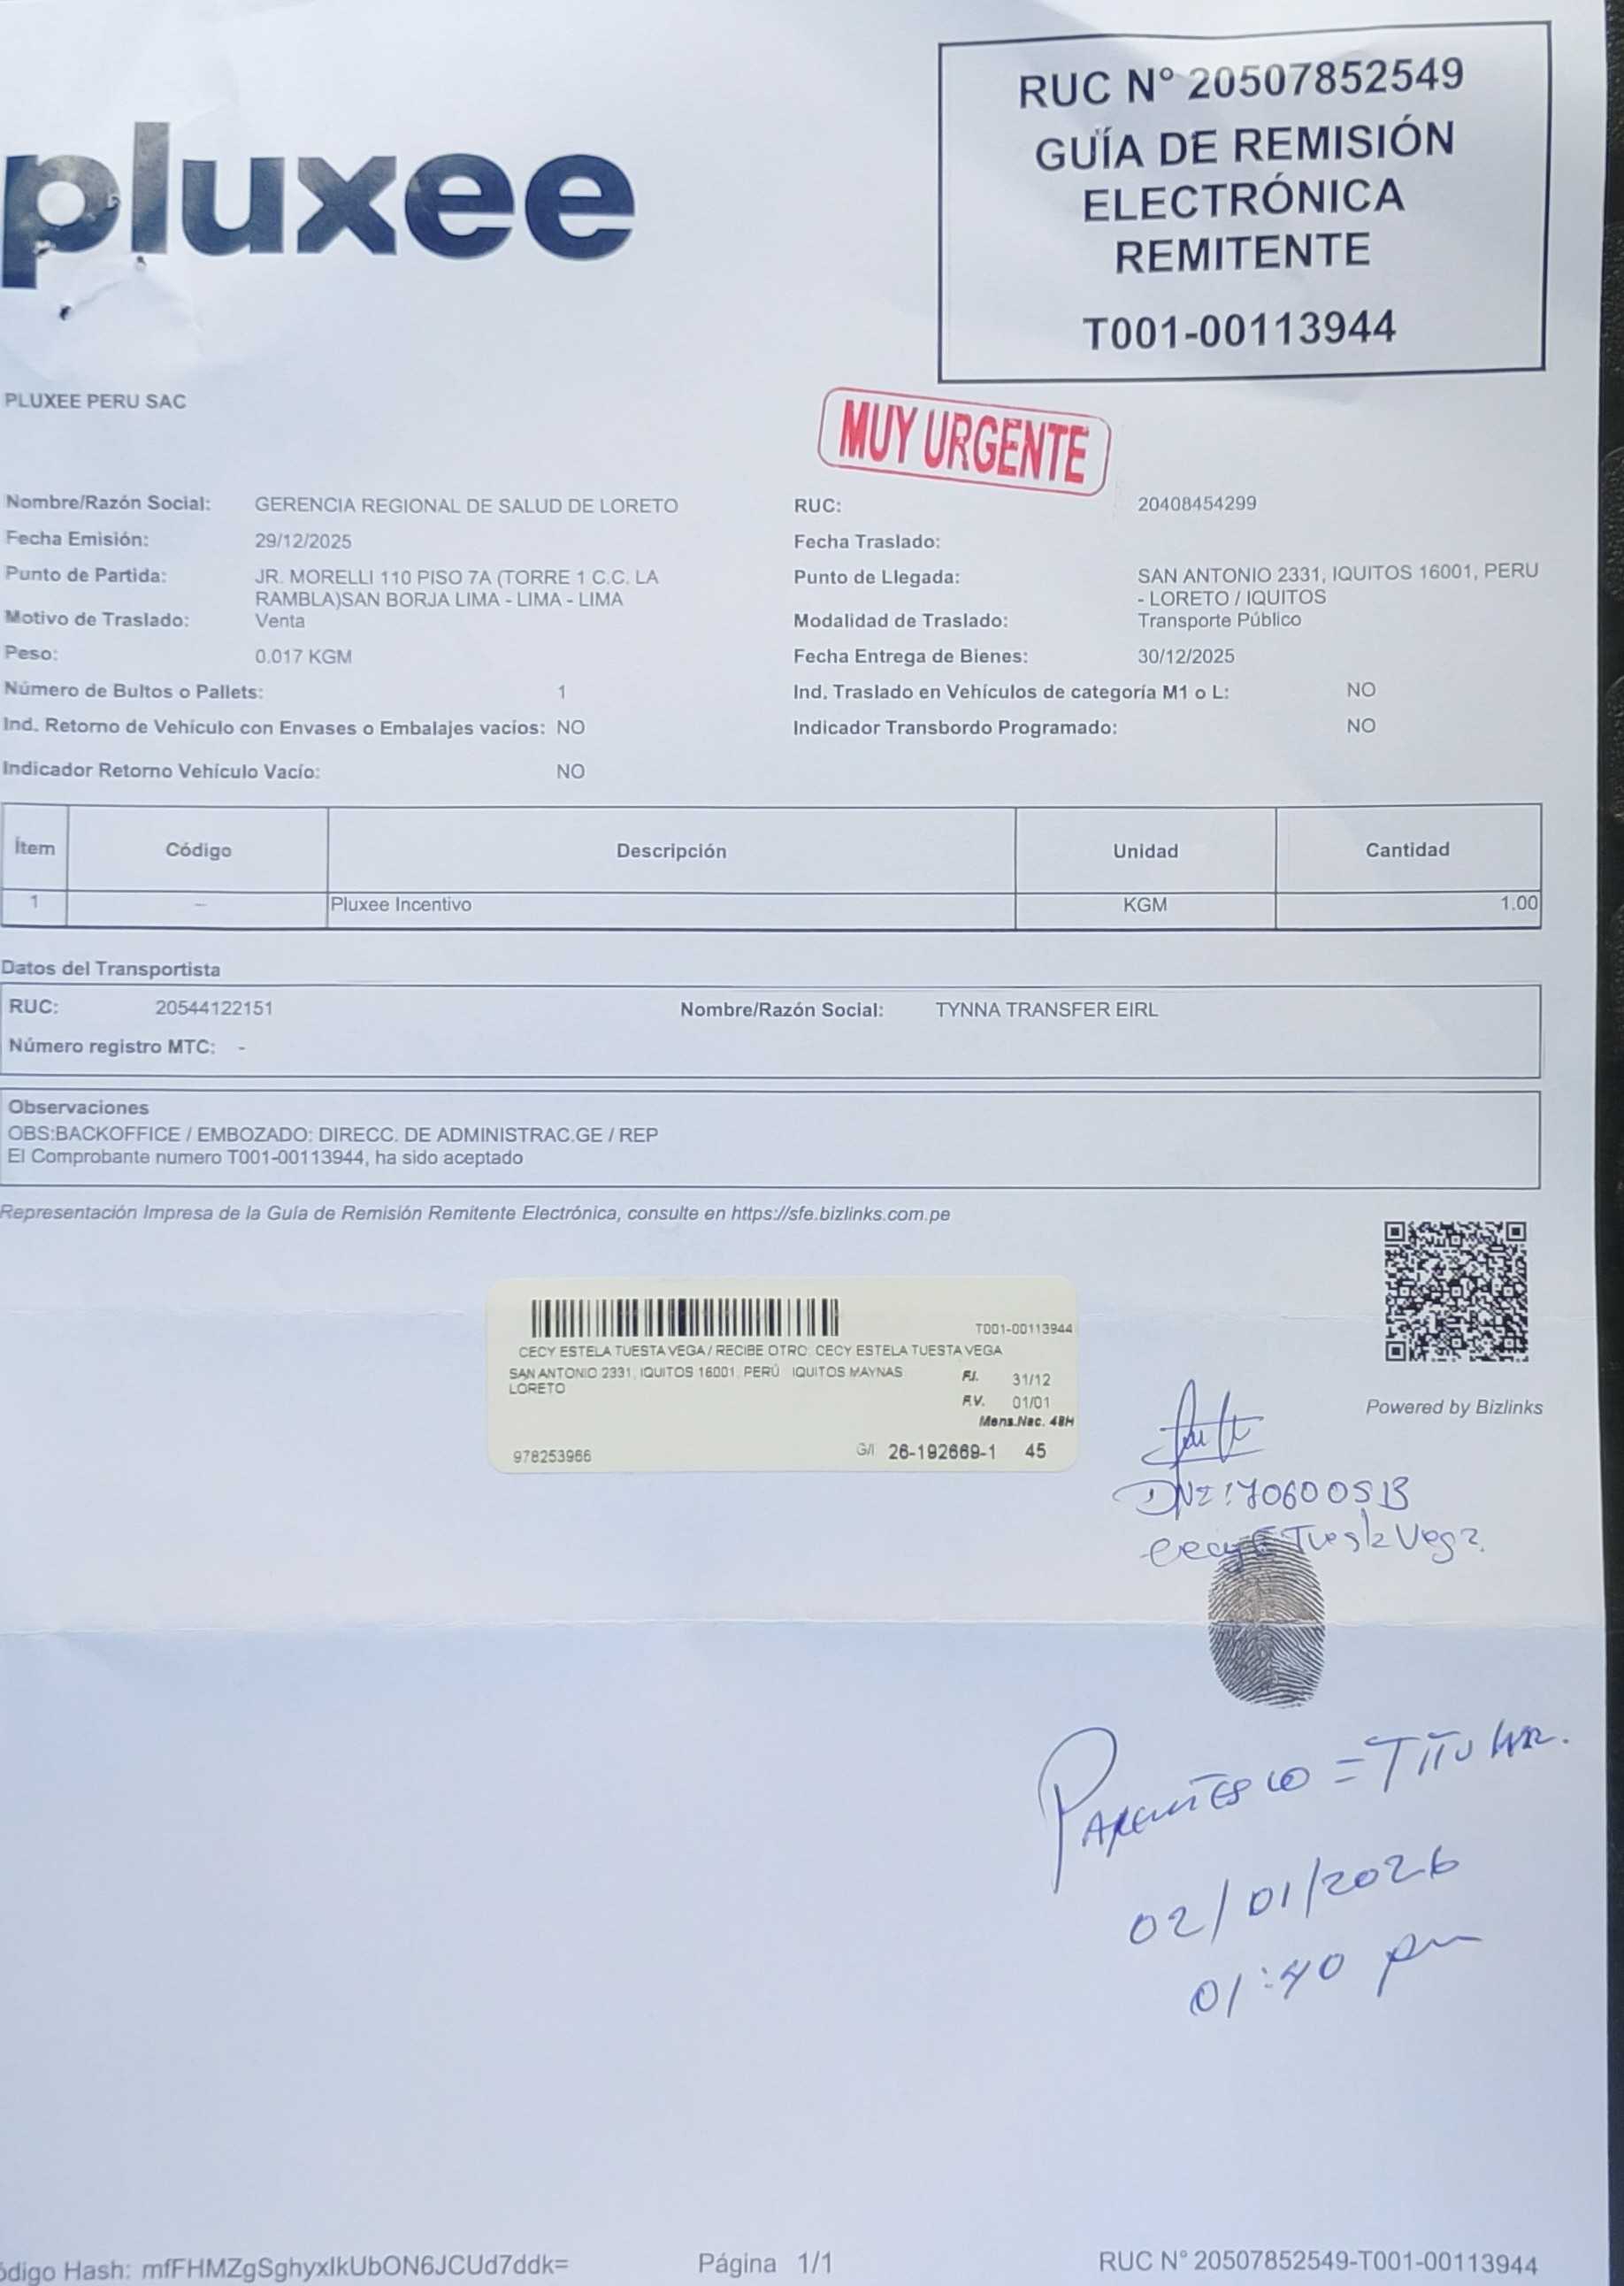 pluxee
RUC N° 20507852549
GUÍA DE REMISIÓN
ELECTRÓNICA
REMITENTE
T001-00113944
PLUXEE PERU SAC
MUY URGENTE
Nombre/Razón Social: GERENCIA REGIONAL DE SALUD DE LORETO RUC: 20408454299
Fecha Emisión: 29/12/2025 Fecha Traslado:
Punto de Partida: JR. MORELLI 110 PISO 7A (TORRE 1 C.C. LA Punto de Llegada: SAN ANTONIO 2331, IQUITOS 16001, PERU
RAMBLA)SAN BORJA LIMA - LIMA - LIMA - LORETO / IQUITOS
Motivo de Traslado: Venta Modalidad de Traslado: Transporte Público
Peso: 0.017 KGM Fecha Entrega de Bienes: 30/12/2025
Número de Bultos o Pallets: 1 Ind. Traslado en Vehículos de categoría M1 o L: NO
Ind. Retorno de Vehículo con Envases o Embalajes vacíos: NO Indicador Transbordo Programado: NO
Indicador Retorno Vehículo Vacío: NO
Ítem Código Descripción Unidad Cantidad
1 - Pluxee Incentivo KGM 1.00
Datos del Transportista
RUC: 20544122151 Nombre/Razón Social: TYNNA TRANSFER EIRL
Número registro MTC: -
Observaciones
OBS:BACKOFFICE / EMBOZADO: DIRECC. DE ADMINISTRAC.GE / REP
El Comprobante numero T001-00113944, ha sido aceptado
Representación Impresa de la Guía de Remisión Remitente Electrónica, consulte en https://sfe.bizlinks.com.pe
T001-00113944
CECY ESTELA TUESTA VEGA / RECIBE OTRO: CECY ESTELA TUESTA VEGA
SAN ANTONIO 2331, IQUITOS 16001, PERÚ IQUITOS MAYNAS
LORETO
F.I. 31/12
F.V. 01/01
Mens.Nac. 48H
978253966 G/I 26-192669-1 45
Powered by Bizlinks
DNI: 70600513
Cecy E Tuesta Vega
PARENTESCO = TITULAR.
02/01/2026
01:40 pm
ódigo Hash: mfFHMZgSghyxIkUbON6JCUd7ddk= Página 1/1 RUC N° 20507852549-T001-00113944